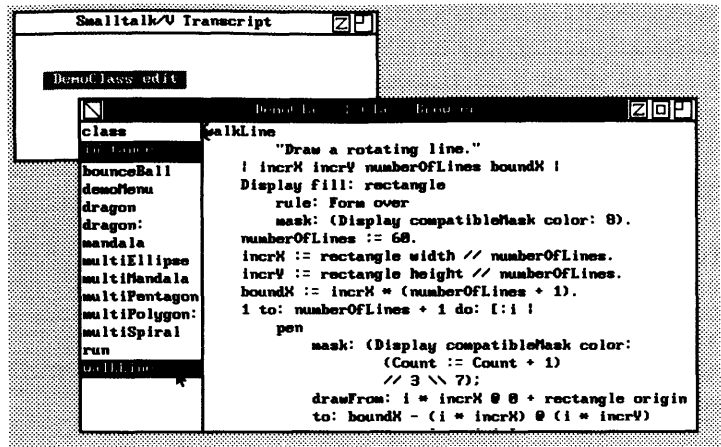 Smalltalk/V Transcript
DemoClass edit
class
instance
bounceBall
demoMenu
dragon
dragon:
mandala
multiEllipse
multiMandala
multiPentagon
multiPolygon:
multiSpiral
run
walkLine
walkLine
"Draw a rotating line."
| incrX incrY numberOfLines boundX |
Display fill: rectangle
rule: Form over
mask: (Display compatibleMask color: 8).
numberOfLines := 60.
incrX := rectangle width // numberOfLines.
incrY := rectangle height // numberOfLines.
boundX := incrX * (numberOfLines + 1).
1 to: numberOfLines + 1 do: [:i |
pen
mask: (Display compatibleMask color:
(Count := Count + 1)
// 3 \\ 7);
drawFrom: i * incrX @ 0 + rectangle origin
to: boundX - (i * incrX) @ (i * incrY)